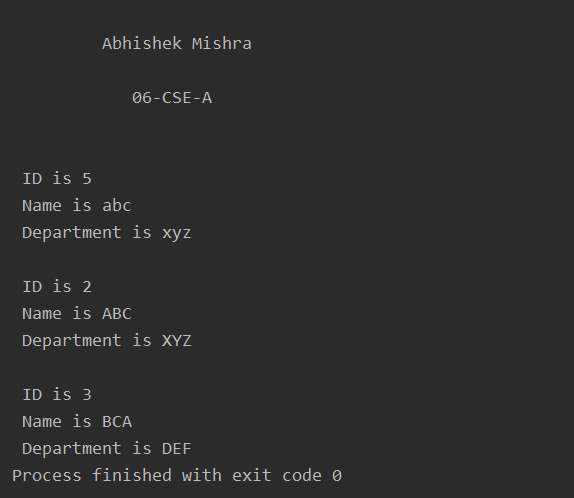 Abhishek Mishra
06-CSE-A
ID is 5
Name is abc
Department is xyz
ID is 2
Name is ABC
Department is XYZ
ID is 3
Name is BCA
Department is DEF
Process finished with exit code 0